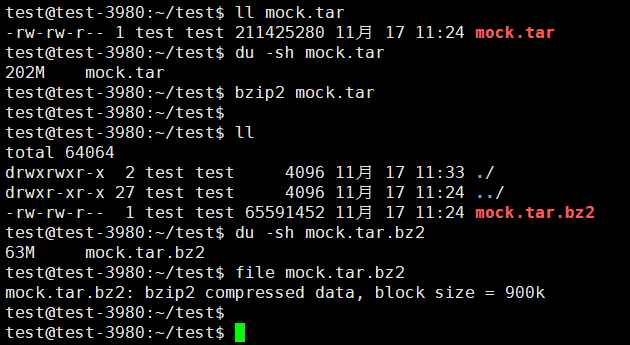 test@test-3980:~/test$ ll mock.tar
-rw-rw-r-- 1 test test 211425280 11月 17 11:24 mock.tar
test@test-3980:~/test$ du -sh mock.tar
202M    mock.tar
test@test-3980:~/test$ bzip2 mock.tar
test@test-3980:~/test$
test@test-3980:~/test$ ll
total 64064
drwxrwxr-x  2 test test     4096 11月 17 11:33 ./
drwxr-xr-x 27 test test     4096 11月 17 11:24 ../
-rw-rw-r--  1 test test 65591452 11月 17 11:24 mock.tar.bz2
test@test-3980:~/test$ du -sh mock.tar.bz2
63M     mock.tar.bz2
test@test-3980:~/test$ file mock.tar.bz2
mock.tar.bz2: bzip2 compressed data, block size = 900k
test@test-3980:~/test$
test@test-3980:~/test$